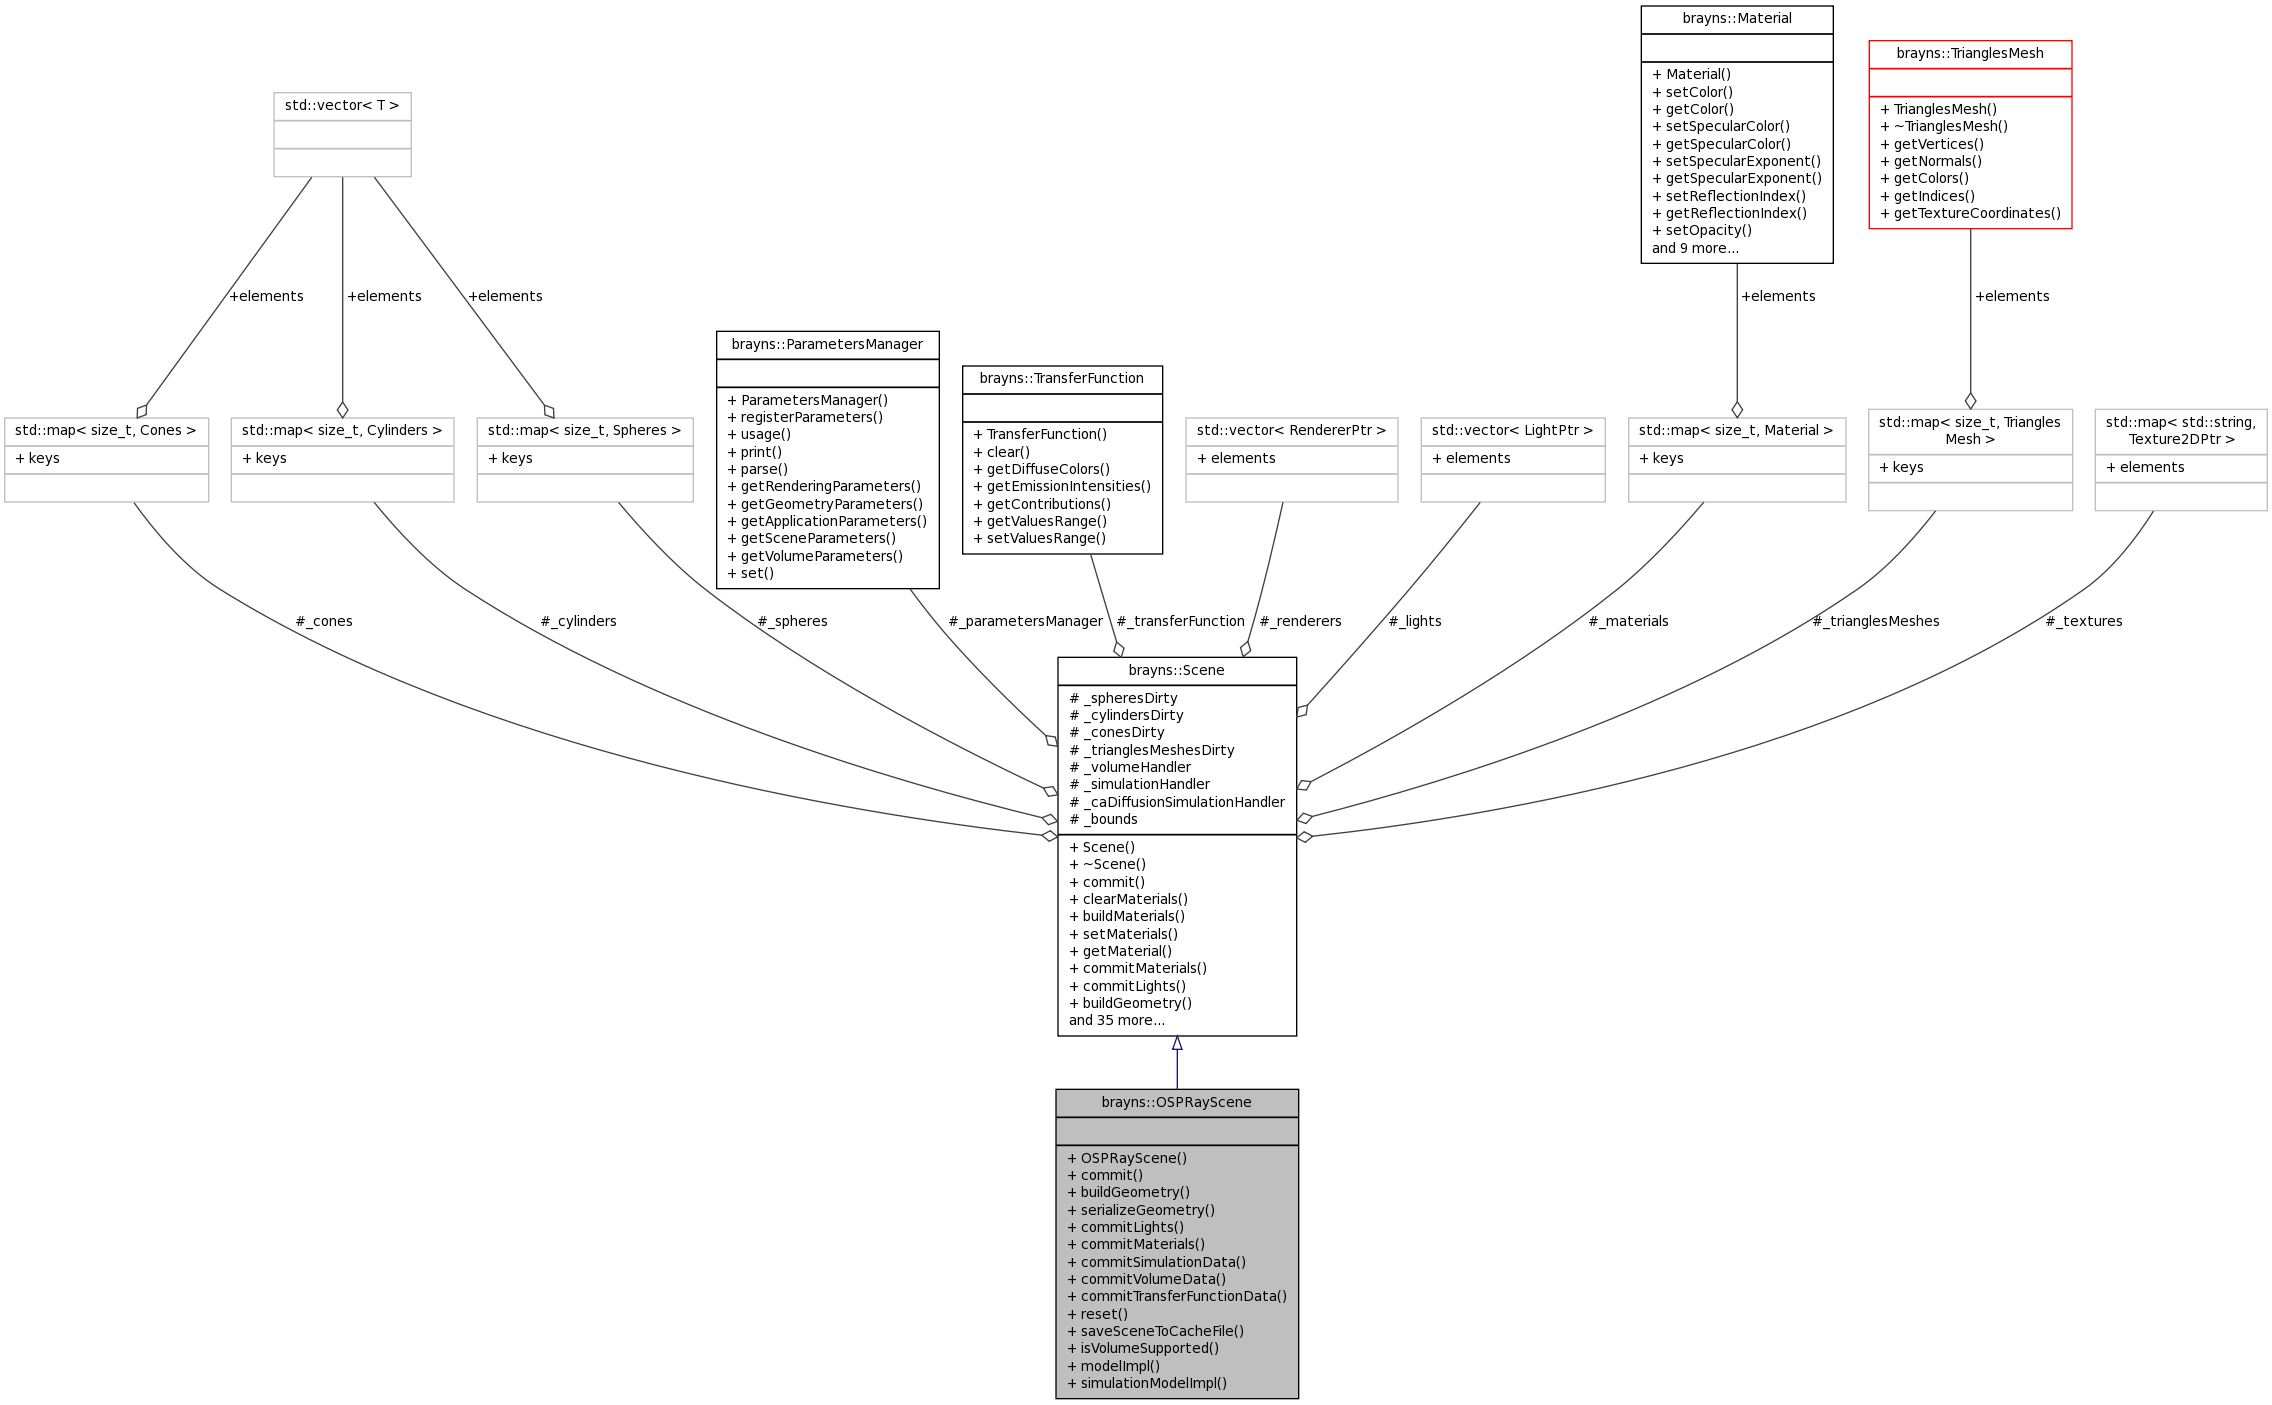 brayns::Material
+ Material()
+ setColor()
+ getColor()
+ setSpecularColor()
+ getSpecularColor()
+ setSpecularExponent()
+ getSpecularExponent()
+ setReflectionIndex()
+ getReflectionIndex()
+ setOpacity()
and 9 more...
brayns::TrianglesMesh
+ TrianglesMesh()
+ ~TrianglesMesh()
+ getVertices()
+ getNormals()
+ getColors()
+ getIndices()
+ getTextureCoordinates()
std::vector< T >
+elements
+elements
+elements
+elements
+elements
std::map< size_t, Cones >
+ keys
std::map< size_t, Cylinders >
+ keys
std::map< size_t, Spheres >
+ keys
brayns::ParametersManager
+ ParametersManager()
+ registerParameters()
+ usage()
+ print()
+ parse()
+ getRenderingParameters()
+ getGeometryParameters()
+ getApplicationParameters()
+ getSceneParameters()
+ getVolumeParameters()
+ set()
brayns::TransferFunction
+ TransferFunction()
+ clear()
+ getDiffuseColors()
+ getEmissionIntensities()
+ getContributions()
+ getValuesRange()
+ setValuesRange()
std::vector< RendererPtr >
+ elements
std::vector< LightPtr >
+ elements
std::map< size_t, Material >
+ keys
std::map< size_t, Triangles
Mesh >
+ keys
std::map< std::string,
Texture2DPtr >
+ elements
#_cones
#_cylinders
#_spheres
#_parametersManager
#_transferFunction
#_renderers
#_lights
#_materials
#_trianglesMeshes
#_textures
brayns::Scene
# _spheresDirty
# _cylindersDirty
# _conesDirty
# _trianglesMeshesDirty
# _volumeHandler
# _simulationHandler
# _caDiffusionSimulationHandler
# _bounds
+ Scene()
+ ~Scene()
+ commit()
+ clearMaterials()
+ buildMaterials()
+ setMaterials()
+ getMaterial()
+ commitMaterials()
+ commitLights()
+ buildGeometry()
and 35 more...
brayns::OSPRayScene
+ OSPRayScene()
+ commit()
+ buildGeometry()
+ serializeGeometry()
+ commitLights()
+ commitMaterials()
+ commitSimulationData()
+ commitVolumeData()
+ commitTransferFunctionData()
+ reset()
+ saveSceneToCacheFile()
+ isVolumeSupported()
+ modelImpl()
+ simulationModelImpl()